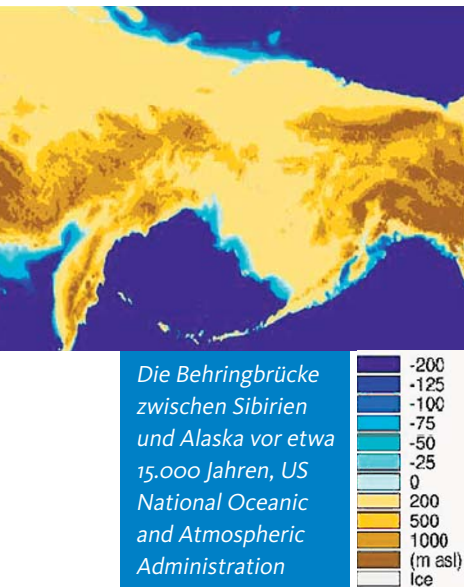 Die Behringbrücke
zwischen Sibirien
und Alaska vor etwa
15.000 Jahren, US
National Oceanic
and Atmospheric
Administration
-200
-125
-100
-75
-50
-25
0
200
500
1000
(m asl)
Ice